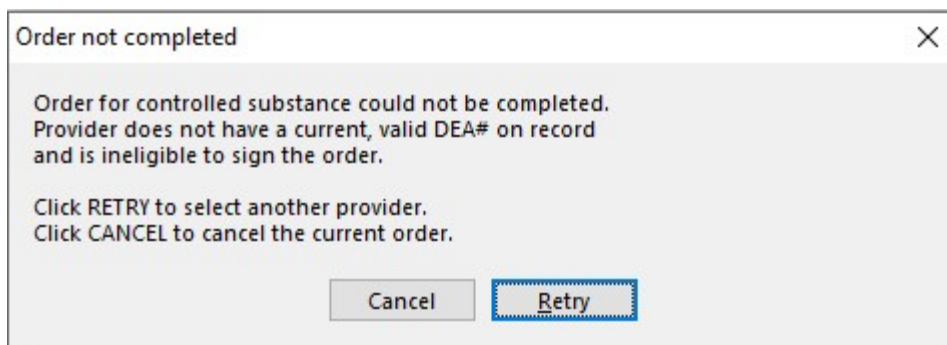 Order not completed
Order for controlled substance could not be completed.
Provider does not have a current, valid DEA# on record
and is ineligible to sign the order.
Click RETRY to select another provider.
Click CANCEL to cancel the current order.
Cancel
Retry